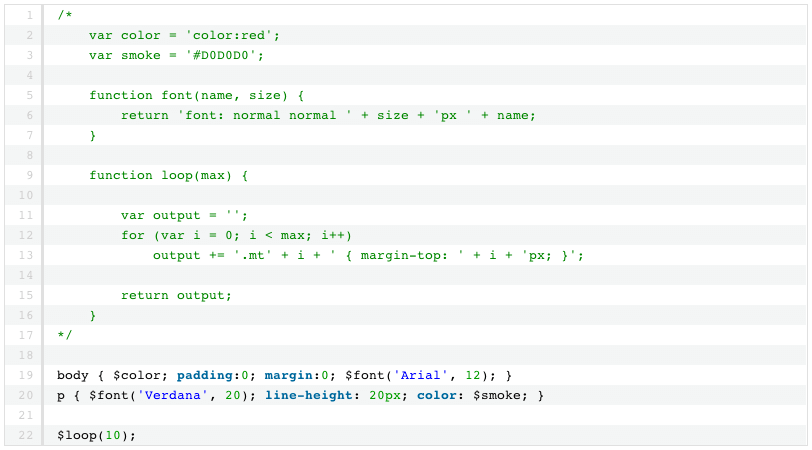 1 /*
2 var color = 'color:red';
3 var smoke = '#D0D0D0';
4
5 function font(name, size) {
6 return 'font: normal normal ' + size + 'px ' + name;
7 }
8
9 function loop(max) {
10
11 var output = '';
12 for (var i = 0; i < max; i++)
13 output += '.mt' + i + ' { margin-top: ' + i + 'px; }';
14
15 return output;
16 }
17 */
18
19 body { $color; padding:0; margin:0; $font('Arial', 12); }
20 p { $font('Verdana', 20); line-height: 20px; color: $smoke; }
21
22 $loop(10);